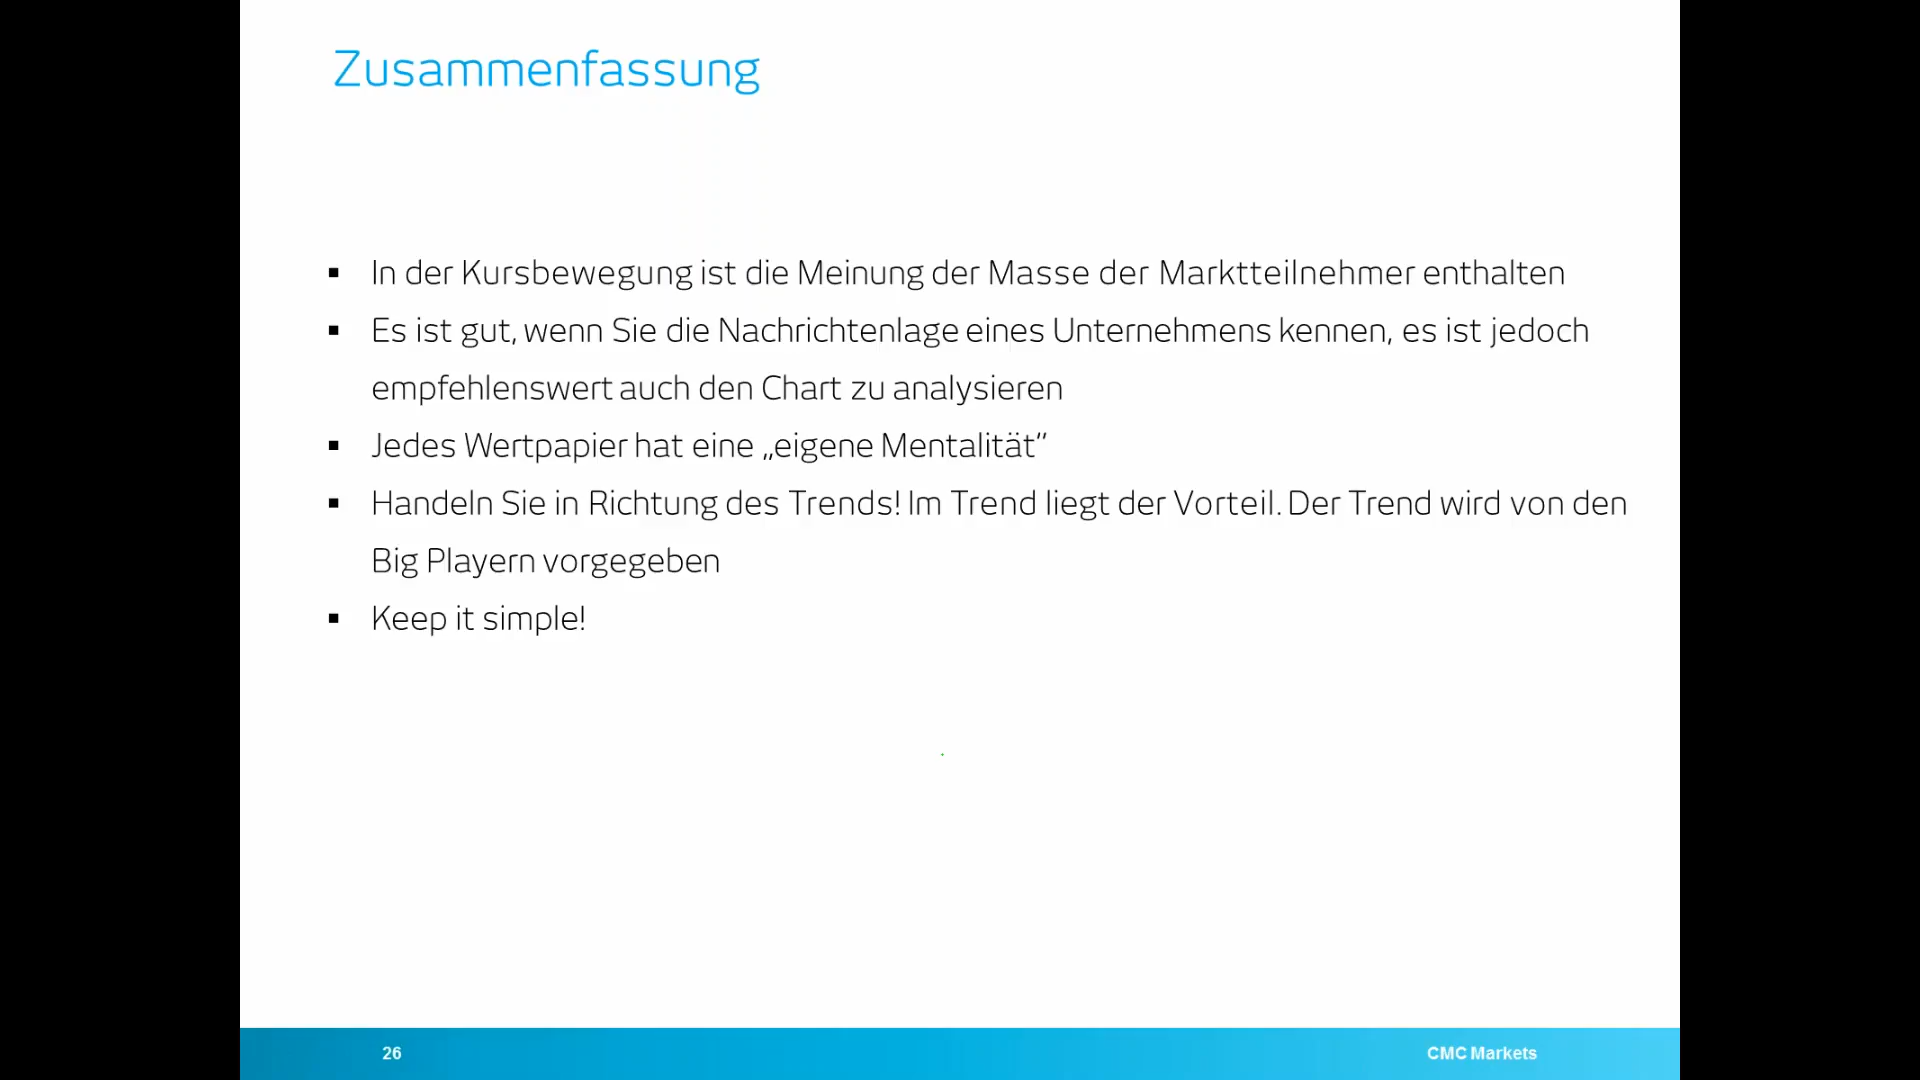 Zusammenfassung
▪ In der Kursbewegung ist die Meinung der Masse der Marktteilnehmer enthalten
▪ Es ist gut, wenn Sie die Nachrichtenlage eines Unternehmens kennen, es ist jedoch
empfehlenswert auch den Chart zu analysieren
▪ Jedes Wertpapier hat eine „eigene Mentalität“
▪ Handeln Sie in Richtung des Trends! Im Trend liegt der Vorteil. Der Trend wird von den
Big Playern vorgegeben
▪ Keep it simple!
26
CMC Markets